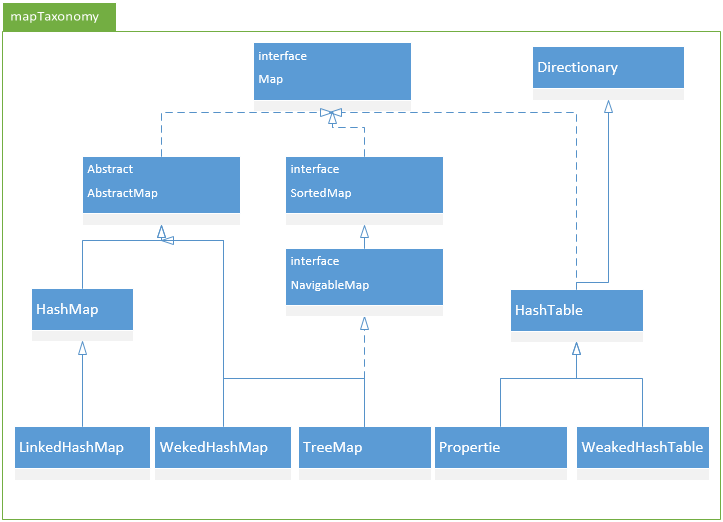 mapTaxonomy
interface
Map
Directionary
Abstract
AbstractMap
interface
SortedMap
interface
NavigableMap
HashMap
HashTable
LinkedHashMap
WekedHashMap
TreeMap
Propertie
WeakedHashTable